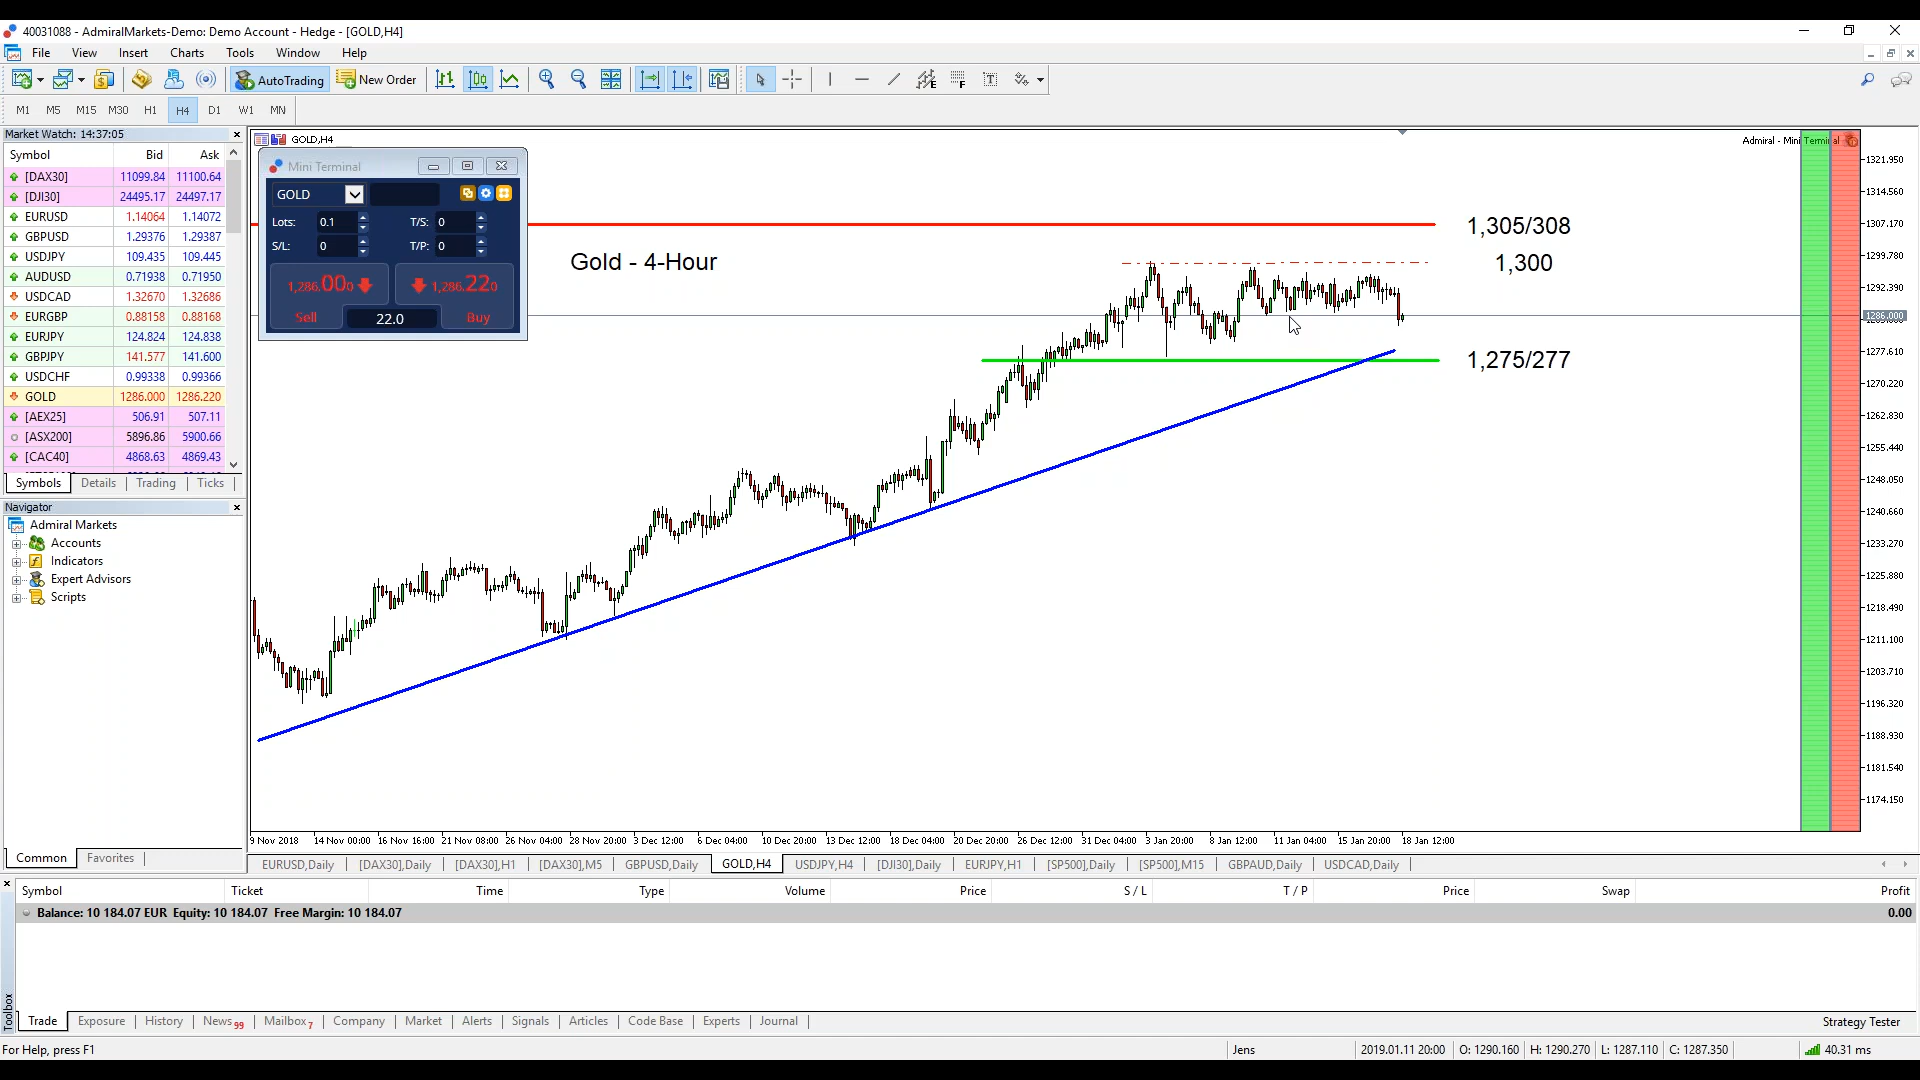 40031088 - AdmiralMarkets-Demo: Demo Account - Hedge - [GOLD,H4]
File View Insert Charts Tools Window Help
AutoTrading New Order
M1 M5 M15 M30 H1 H4 D1 W1 MN
Market Watch: 14:37:05
Symbol Bid Ask
[DAX30] 11099.84 11100.64
[DJI30] 24495.17 24497.17
EURUSD 1.14064 1.14072
GBPUSD 1.29376 1.29387
USDJPY 109.435 109.445
AUDUSD 0.71938 0.71950
USDCAD 1.32670 1.32686
EURGBP 0.88158 0.88168
EURJPY 124.824 124.838
GBPJPY 141.577 141.600
USDCHF 0.99338 0.99366
GOLD 1286.000 1286.220
[AEX25] 506.91 507.11
[ASX200] 5896.86 5900.66
[CAC40] 4868.63 4869.43
Symbols Details Trading Ticks
Navigator
Admiral Markets
Accounts
Indicators
Expert Advisors
Scripts
Common Favorites
GOLD,H4
Admiral - Mini Terminal
Mini Terminal
GOLD
Lots: 0.1 T/S: 0
S/L: 0 T/P: 0
1,286.000 1,286.220
Sell 22.0 Buy
Gold - 4-Hour
1,305/308
1,300
1,275/277
1321.950
1314.560
1307.170
1299.780
1292.390
1286.000
1277.610
1270.220
1262.830
1255.440
1248.050
1240.660
1233.270
1225.880
1218.490
1211.100
1203.710
1196.320
1188.930
1181.540
1174.150
9 Nov 2018 14 Nov 00:00 16 Nov 16:00 21 Nov 08:00 26 Nov 04:00 28 Nov 20:00 3 Dec 12:00 6 Dec 04:00 10 Dec 20:00 13 Dec 12:00 18 Dec 04:00 20 Dec 20:00 26 Dec 12:00 31 Dec 04:00 3 Jan 20:00 8 Jan 12:00 11 Jan 04:00 15 Jan 20:00 18 Jan 12:00
EURUSD,Daily [DAX30],Daily [DAX30],H1 [DAX30],M5 GBPUSD,Daily GOLD,H4 USDJPY,H4 [DJI30],Daily EURJPY,H1 [SP500],Daily [SP500],M15 GBPAUD,Daily USDCAD,Daily
Symbol Ticket Time Type Volume Price S / L T / P Price Swap Profit
Balance: 10 184.07 EUR Equity: 10 184.07 Free Margin: 10 184.07 0.00
Toolbox
Trade Exposure History News 99 Mailbox 7 Company Market Alerts Signals Articles Code Base Experts Journal Strategy Tester
For Help, press F1 Jens 2019.01.11 20:00 O: 1290.160 H: 1290.270 L: 1287.110 C: 1287.350 40.31 ms